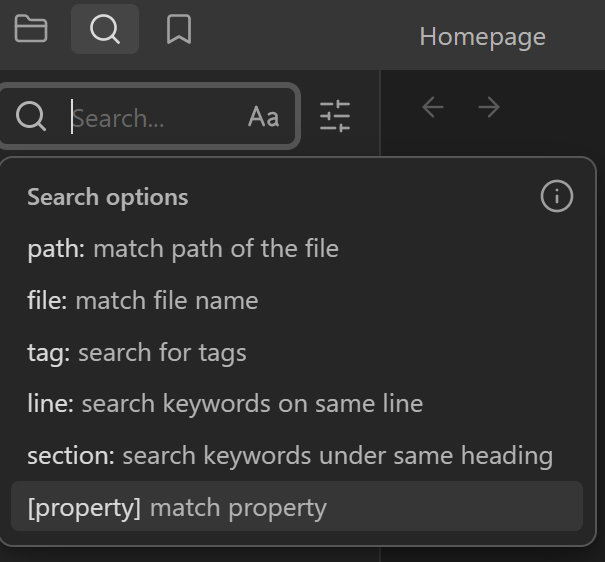 Homepage
Search...
Aa
Search options
path: match path of the file
file: match file name
tag: search for tags
line: search keywords on same line
section: search keywords under same heading
[property] match property